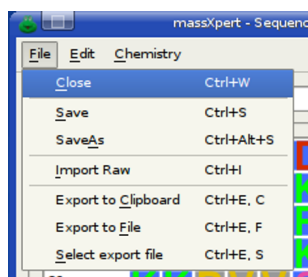 massXpert - Sequenc
File Edit Chemistry
Close Ctrl+W
Save Ctrl+S
SaveAs Ctrl+Alt+S
Import Raw Ctrl+I
Export to Clipboard Ctrl+E, C
Export to File Ctrl+E, F
Select export file Ctrl+E, S